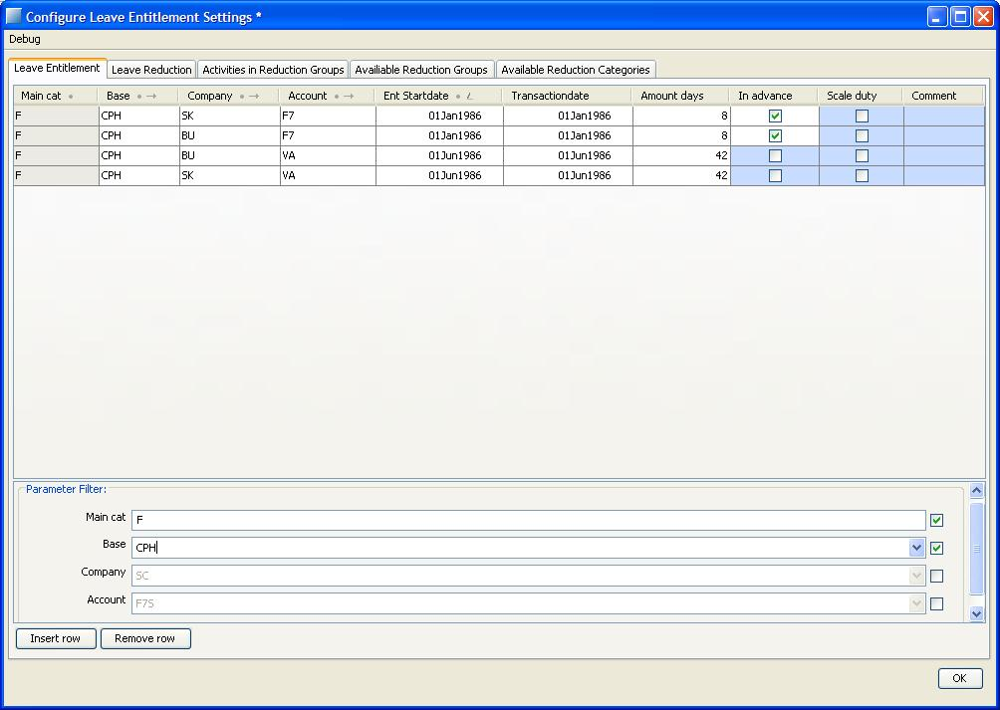 Configure Leave Entitlement Settings *
Debug
Leave Entitlement Leave Reduction Activities in Reduction Groups Availiable Reduction Groups Available Reduction Categories
Main cat Base Company Account Ent Startdate Transactiondate Amount days In advance Scale duty Comment
F CPH SK F7 01Jan1986 01Jan1986 8
F CPH BU F7 01Jan1986 01Jan1986 8
F CPH BU VA 01Jun1986 01Jun1986 42
F CPH SK VA 01Jun1986 01Jun1986 42
Parameter Filter:
Main cat F
Base CPH
Company SC
Account F7S
Insert row Remove row
OK